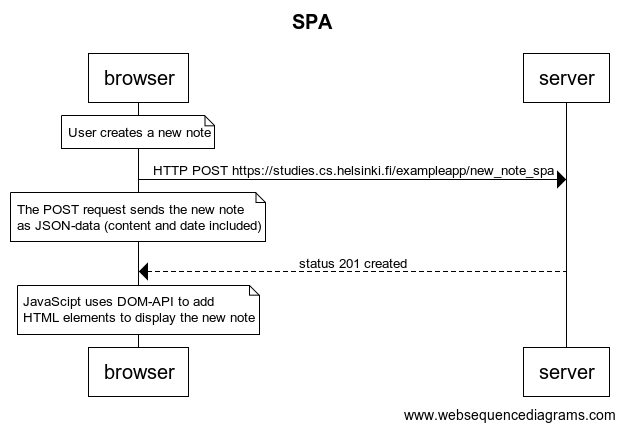 SPA
browser
server
User creates a new note
HTTP POST https://studies.cs.helsinki.fi/exampleapp/new_note_spa
The POST request sends the new note
as JSON-data (content and date included)
status 201 created
JavaScipt uses DOM-API to add
HTML elements to display the new note
browser
server
www.websequencediagrams.com